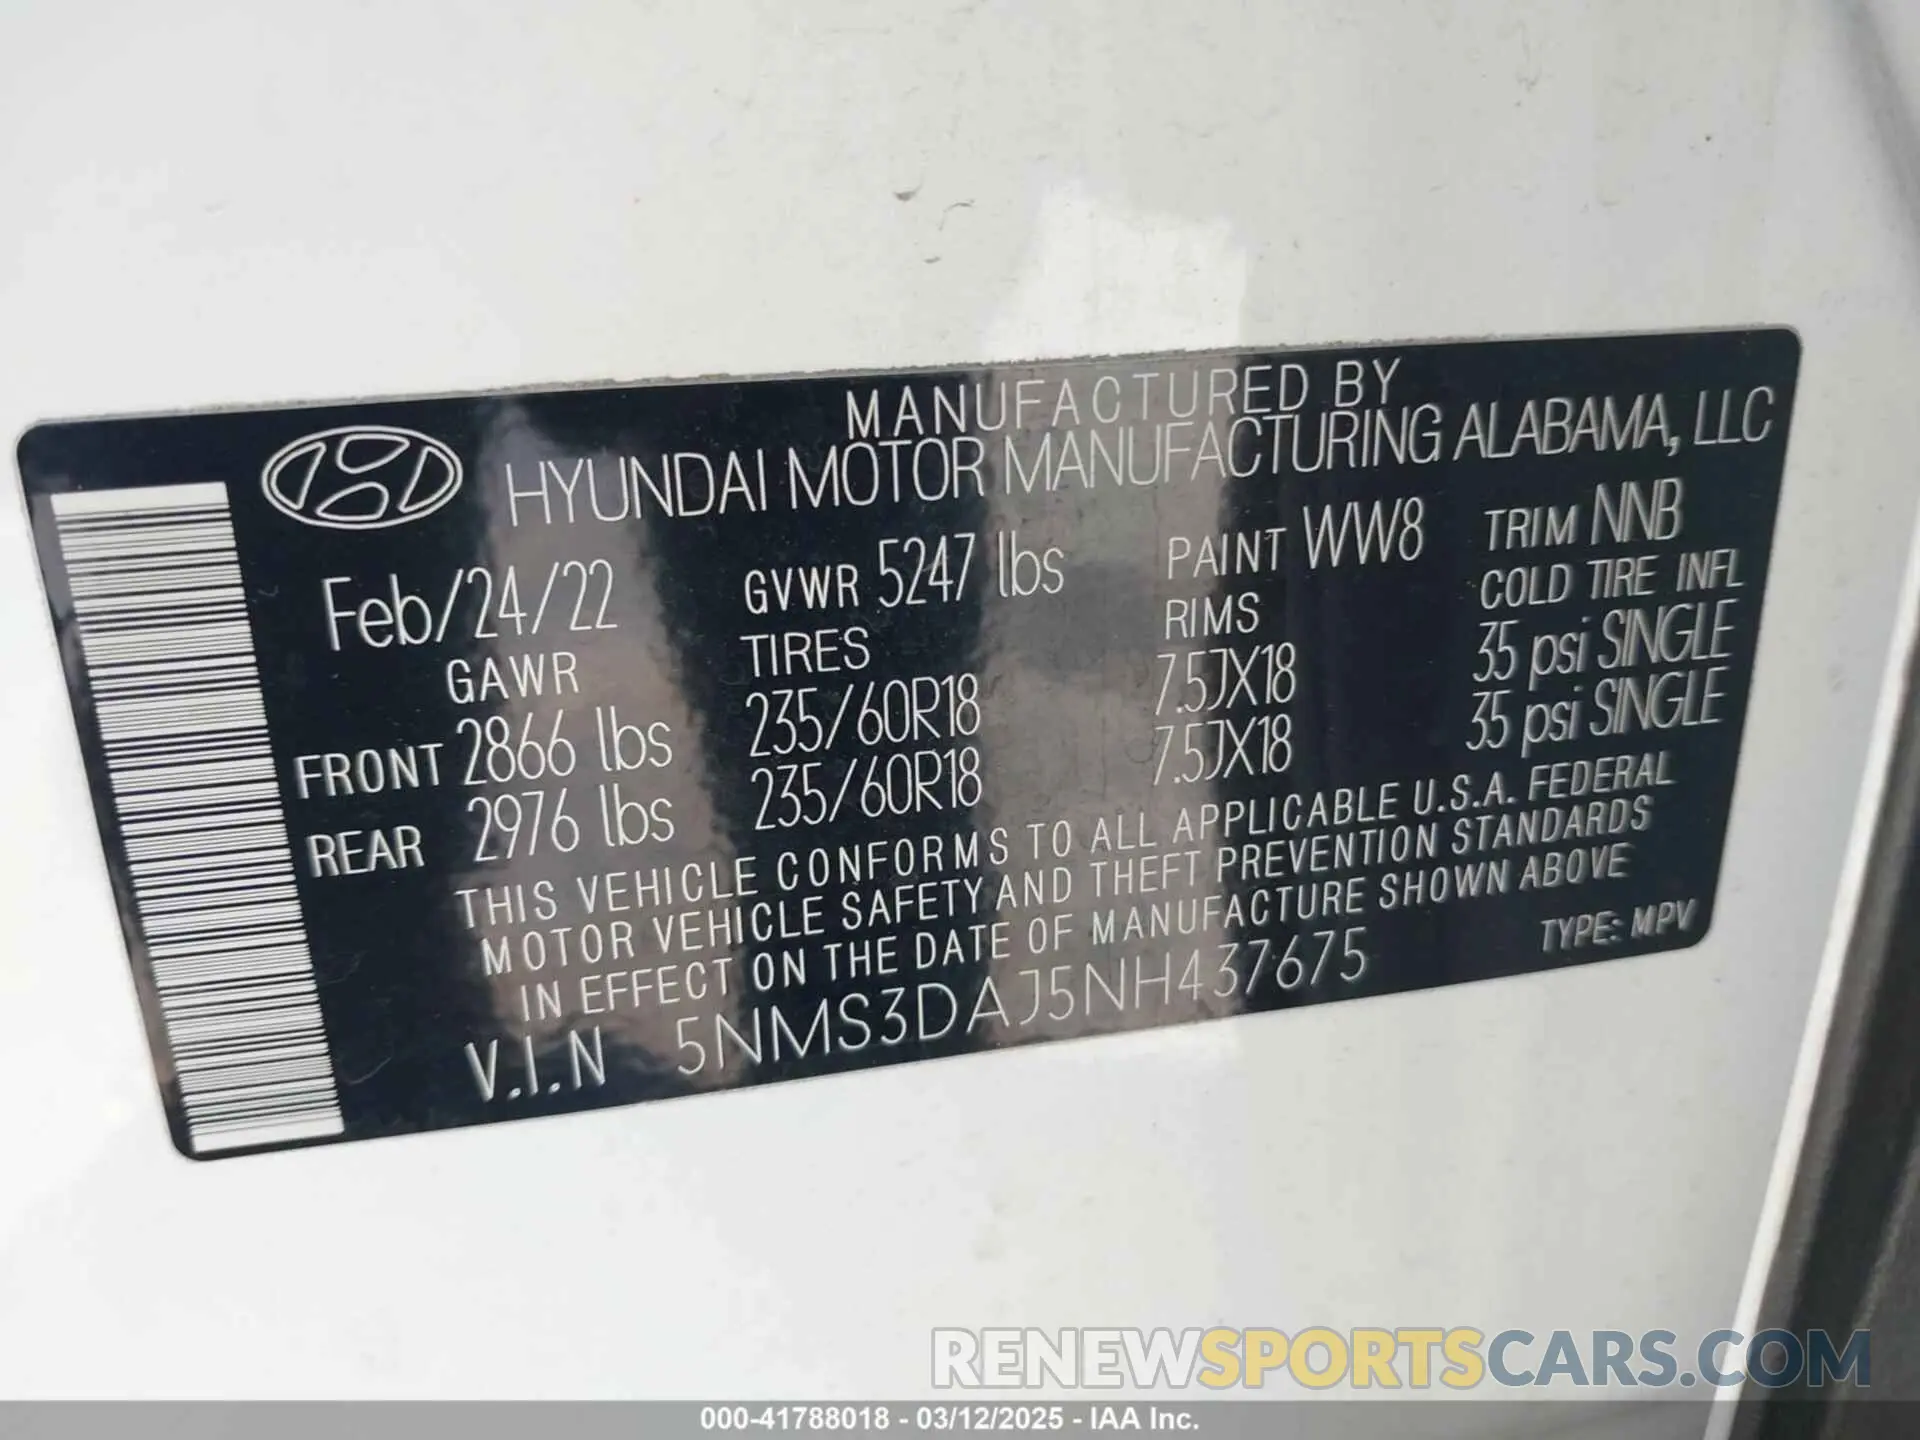 MANUFACTURED BY
HYUNDAI MOTOR MANUFACTURING ALABAMA, LLC
Feb/24/22 GVWR 5247 lbs PAINT WW8 TRIM NNB
GAWR TIRES RIMS COLD TIRE INFL
FRONT 2866 lbs 235/60R18 7.5JX18 35 psi SINGLE
REAR 2976 lbs 235/60R18 7.5JX18 35 psi SINGLE
THIS VEHICLE CONFORMS TO ALL APPLICABLE U.S.A. FEDERAL
MOTOR VEHICLE SAFETY AND THEFT PREVENTION STANDARDS
IN EFFECT ON THE DATE OF MANUFACTURE SHOWN ABOVE
V.I.N 5NMS3DAJ5NH437675 TYPE: MPV
RENEWSPORTSCARS.COM
000-41788018 - 03/12/2025 - IAA Inc.